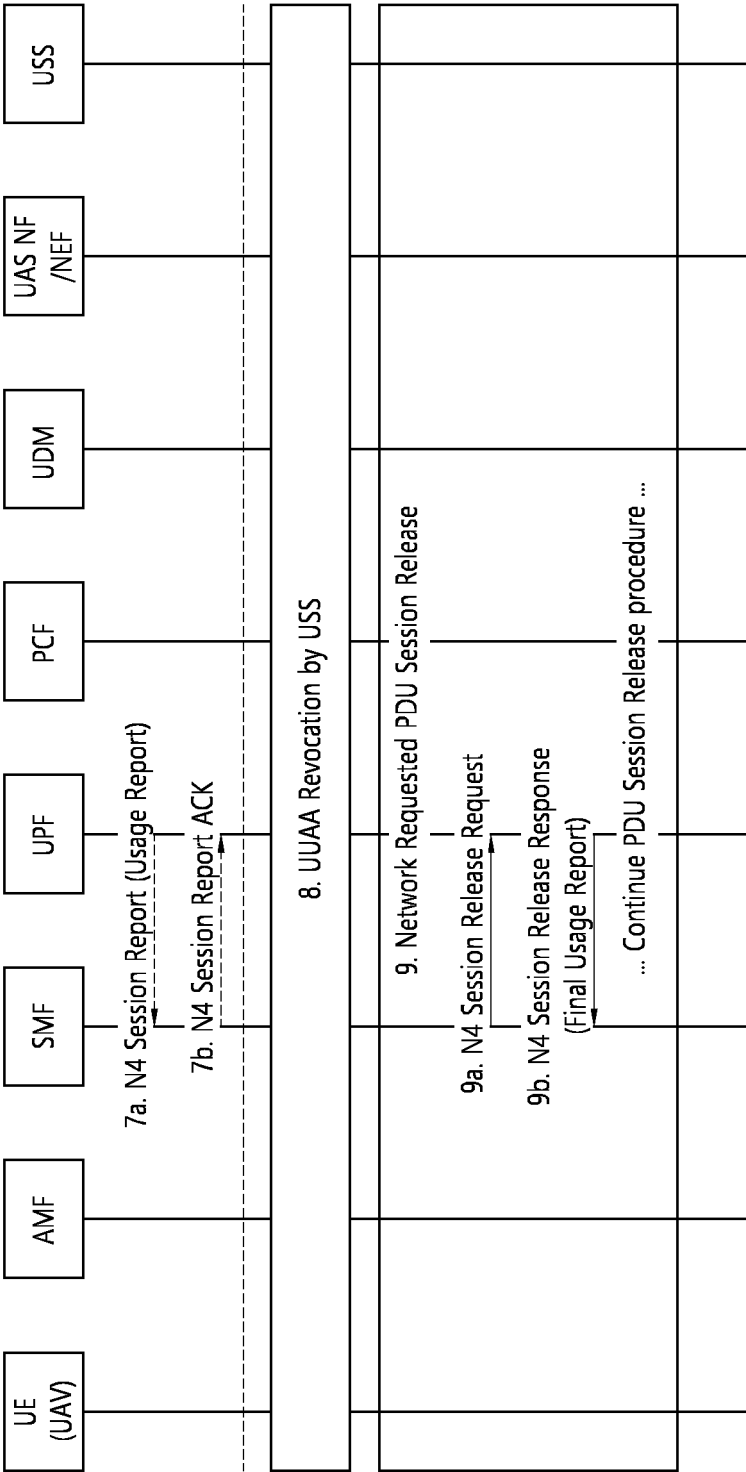 UE
(UAV)
AMF
SMF
UPF
PCF
UDM
UAS NF
/NEF
USS
7a. N4 Session Report (Usage Report)
7b. N4 Session Report ACK
8. UUAA Revocation by USS
9. Network Requested PDU Session Release
9a. N4 Session Release Request
9b. N4 Session Release Response
(Final Usage Report)
... Continue PDU Session Release procedure ...